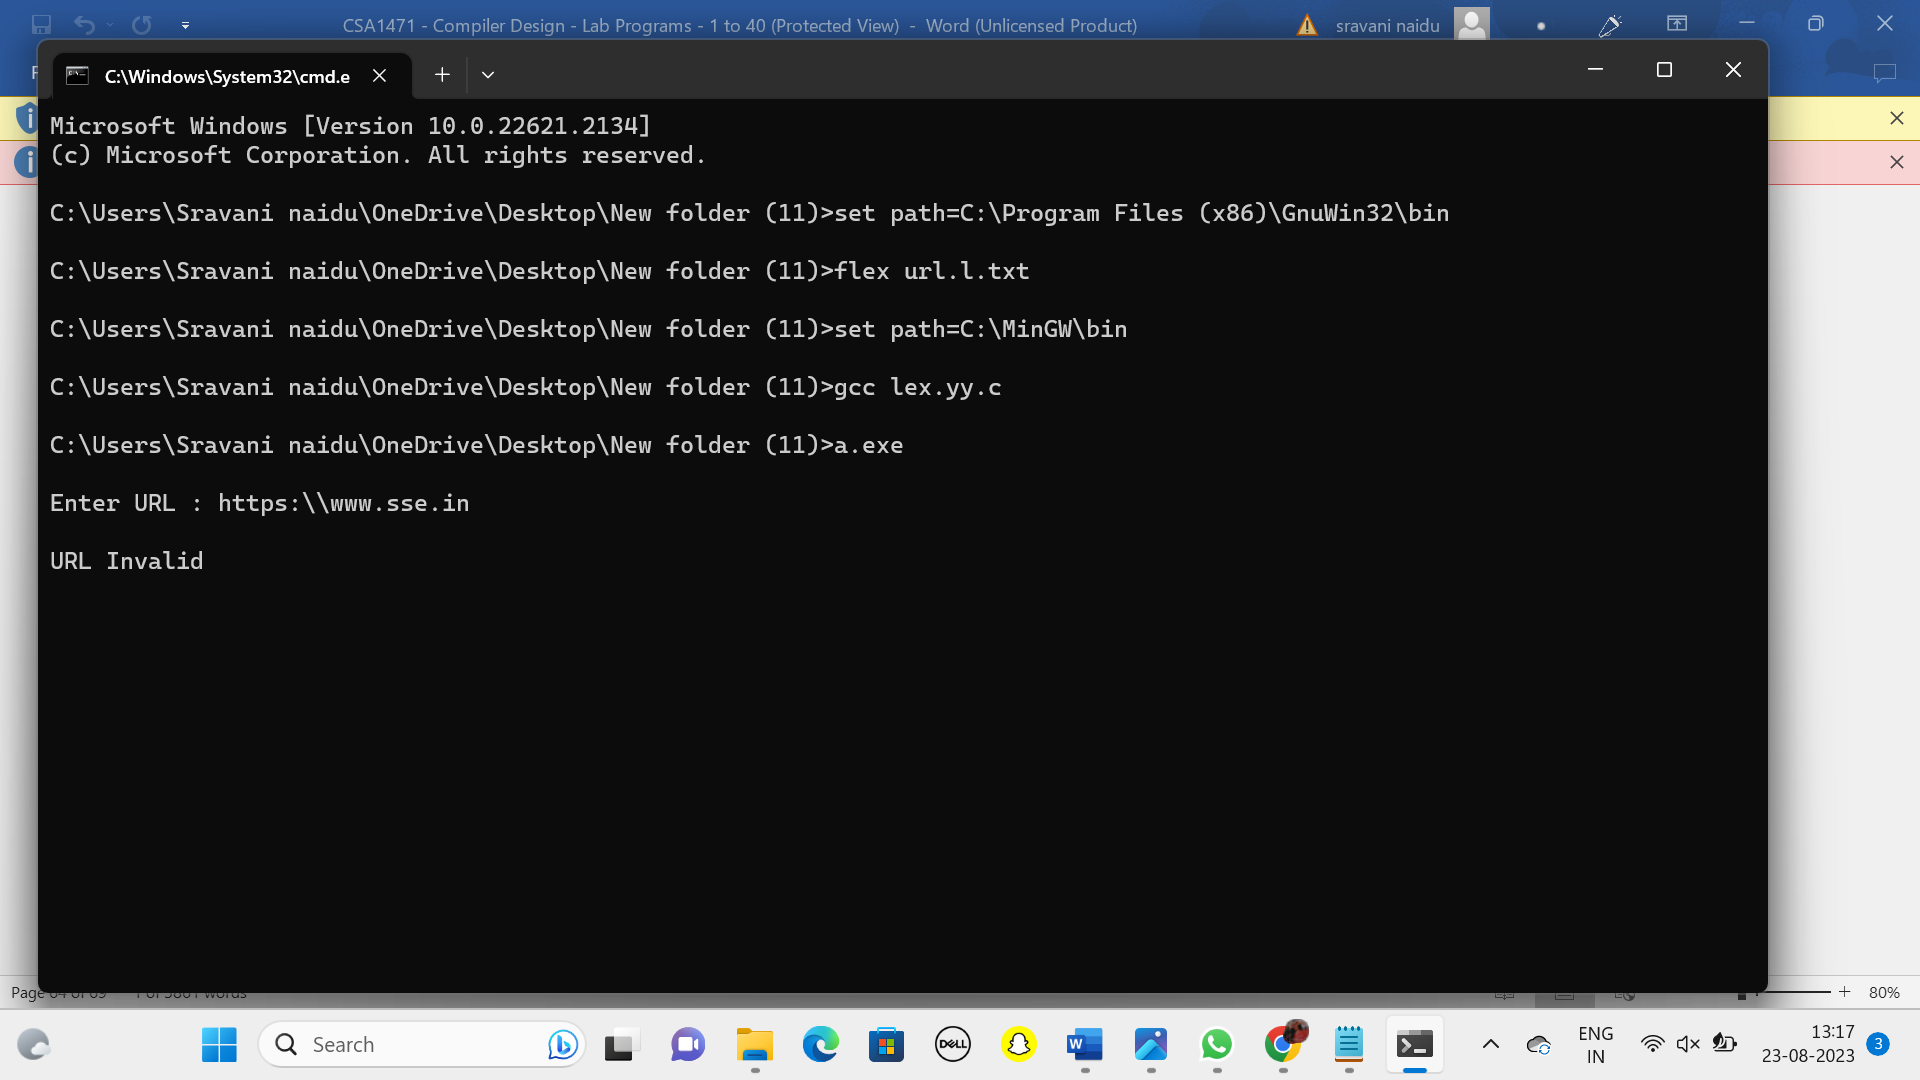 CSA1471 - Compiler Design - Lab Programs - 1 to 40 (Protected View) - Word (Unlicensed Product)
sravani naidu
C:\Windows\System32\cmd.e
Microsoft Windows [Version 10.0.22621.2134]
(c) Microsoft Corporation. All rights reserved.
C:\Users\Sravani naidu\OneDrive\Desktop\New folder (11)>set path=C:\Program Files (x86)\GnuWin32\bin
C:\Users\Sravani naidu\OneDrive\Desktop\New folder (11)>flex url.l.txt
C:\Users\Sravani naidu\OneDrive\Desktop\New folder (11)>set path=C:\MinGW\bin
C:\Users\Sravani naidu\OneDrive\Desktop\New folder (11)>gcc lex.yy.c
C:\Users\Sravani naidu\OneDrive\Desktop\New folder (11)>a.exe
Enter URL : https:\\www.sse.in
URL Invalid
Page
words
80%
Search
DELL
ENG
IN
13:17
23-08-2023
3